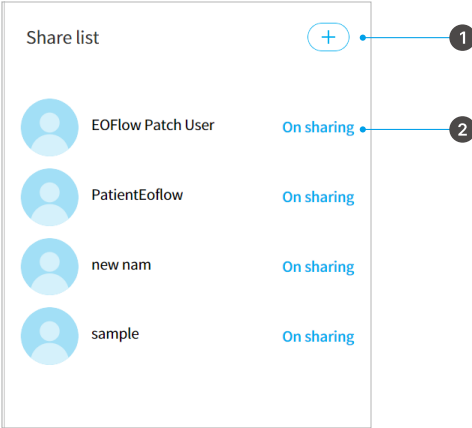 Share list
+
1
EOFlow Patch User
On sharing
2
PatientEoflow
On sharing
new nam
On sharing
sample
On sharing